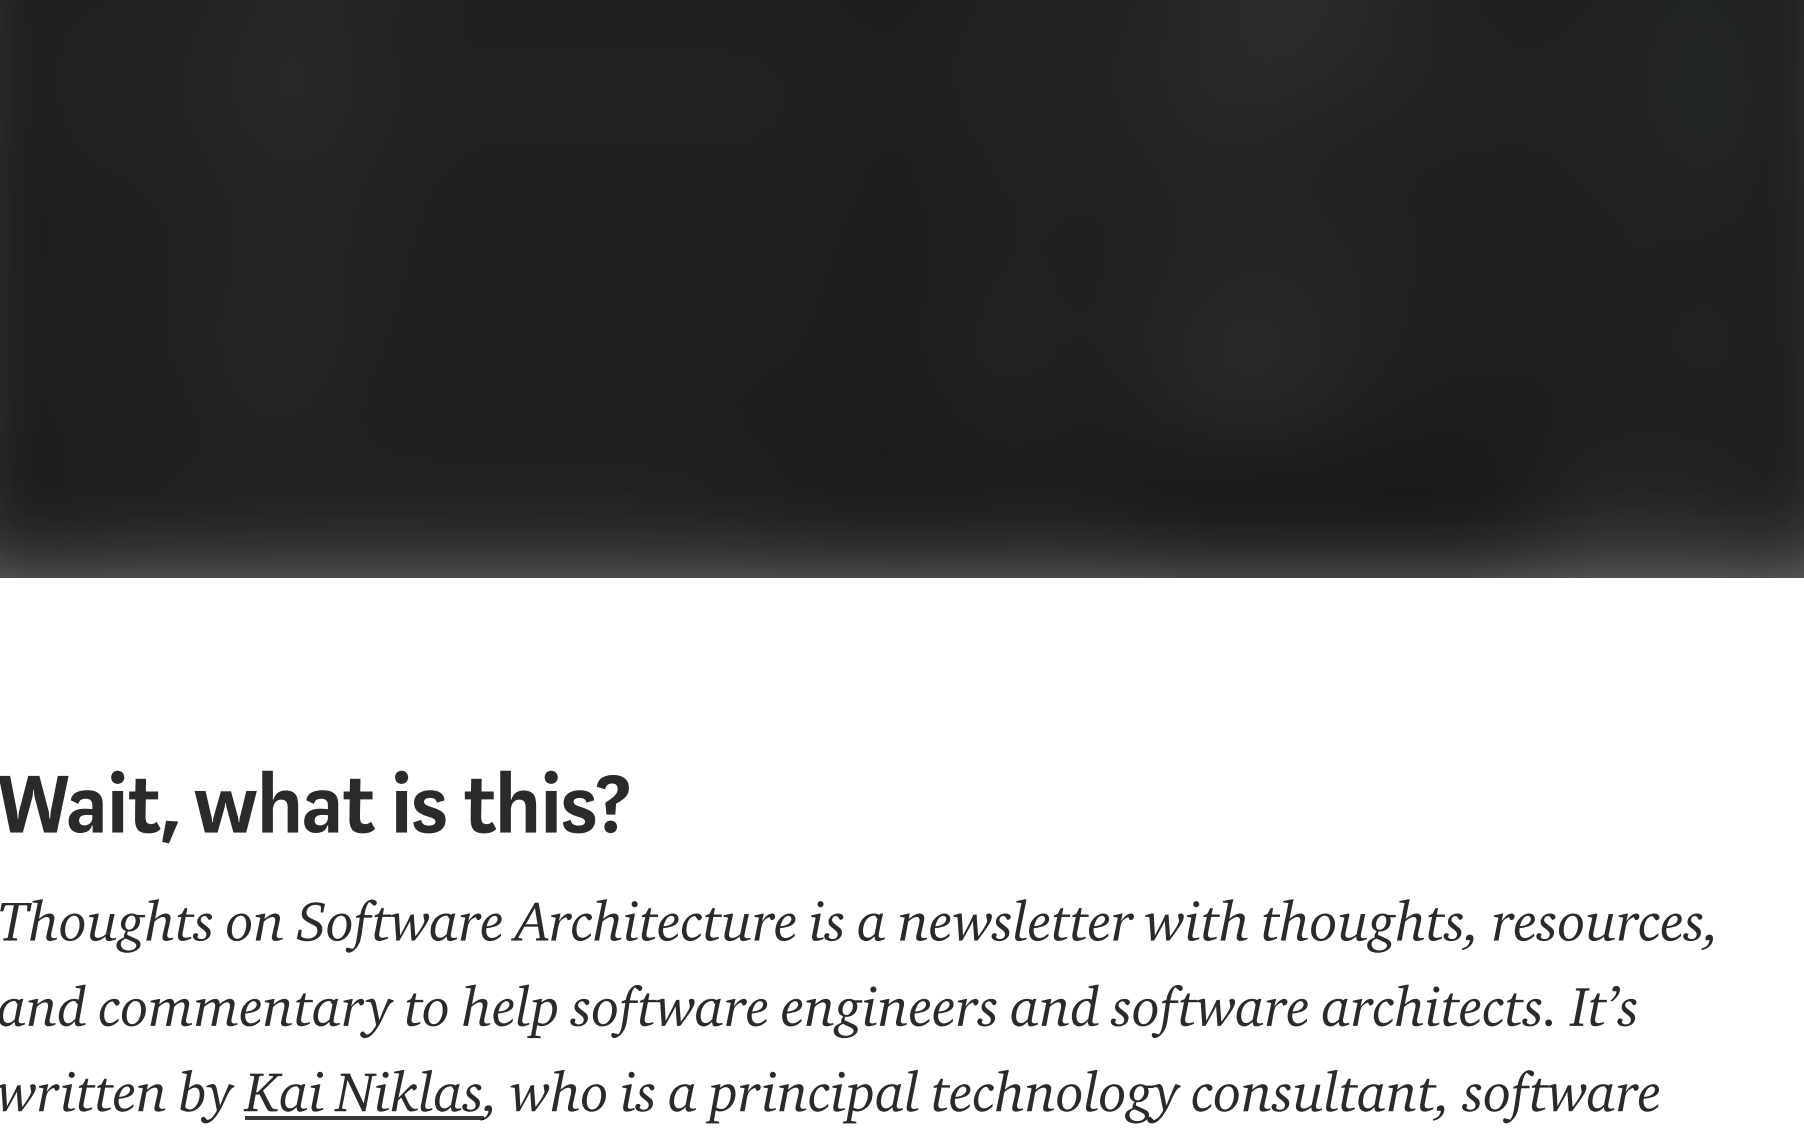 Wait, what is this?
Thoughts on Software Architecture is a newsletter with thoughts, resources,
and commentary to help software engineers and software architects. It’s
written by Kai Niklas, who is a principal technology consultant, software